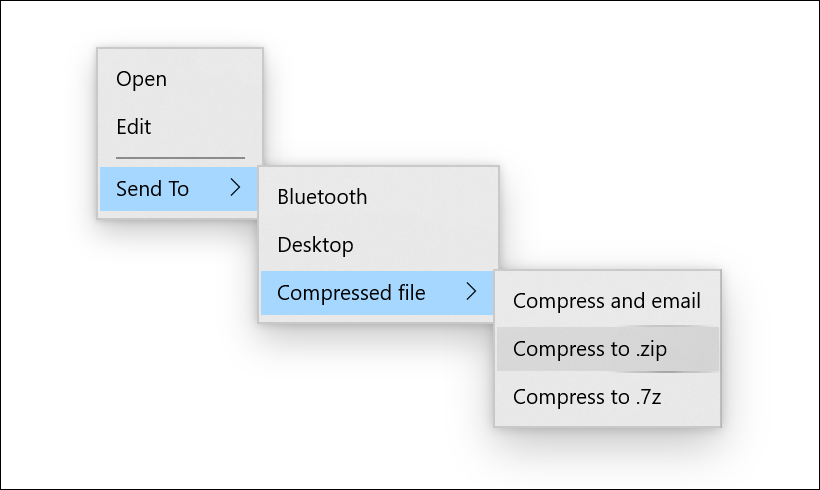 Open
Edit
Send To
Bluetooth
Desktop
Compressed file
Compress and email
Compress to .zip
Compress to .7z